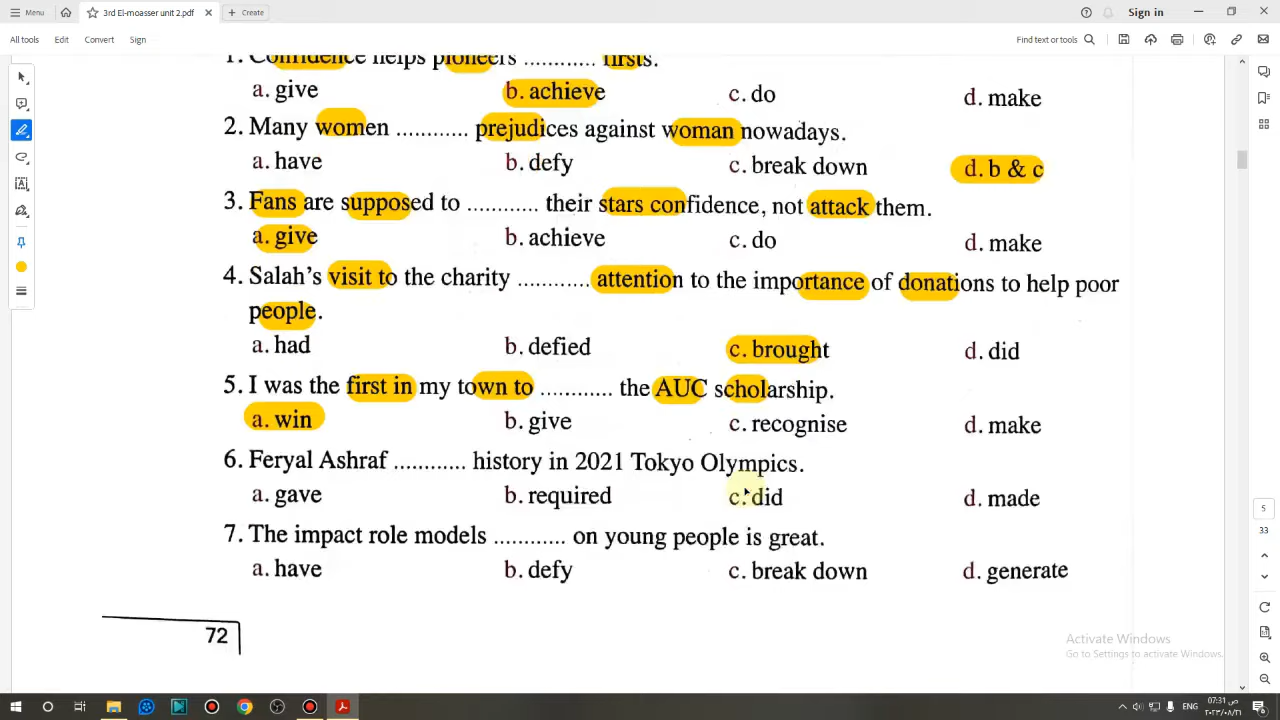 Menu
3rd El-moasser unit 2.pdf
Create
Sign in
All tools Edit Convert Sign
Find text or tools
1. Confidence helps pioneers ............ firsts.
a. give b. achieve c. do d. make
2. Many women ............ prejudices against woman nowadays.
a. have b. defy c. break down d. b & c
3. Fans are supposed to ............ their stars confidence, not attack them.
a. give b. achieve c. do d. make
4. Salah's visit to the charity ............ attention to the importance of donations to help poor
people.
a. had b. defied c. brought d. did
5. I was the first in my town to ............ the AUC scholarship.
a. win b. give c. recognise d. make
6. Feryal Ashraf ............ history in 2021 Tokyo Olympics.
a. gave b. required c. did d. made
7. The impact role models ............ on young people is great.
a. have b. defy c. break down d. generate
72
5
33
Activate Windows
Go to Settings to activate Windows.
07:31 ص